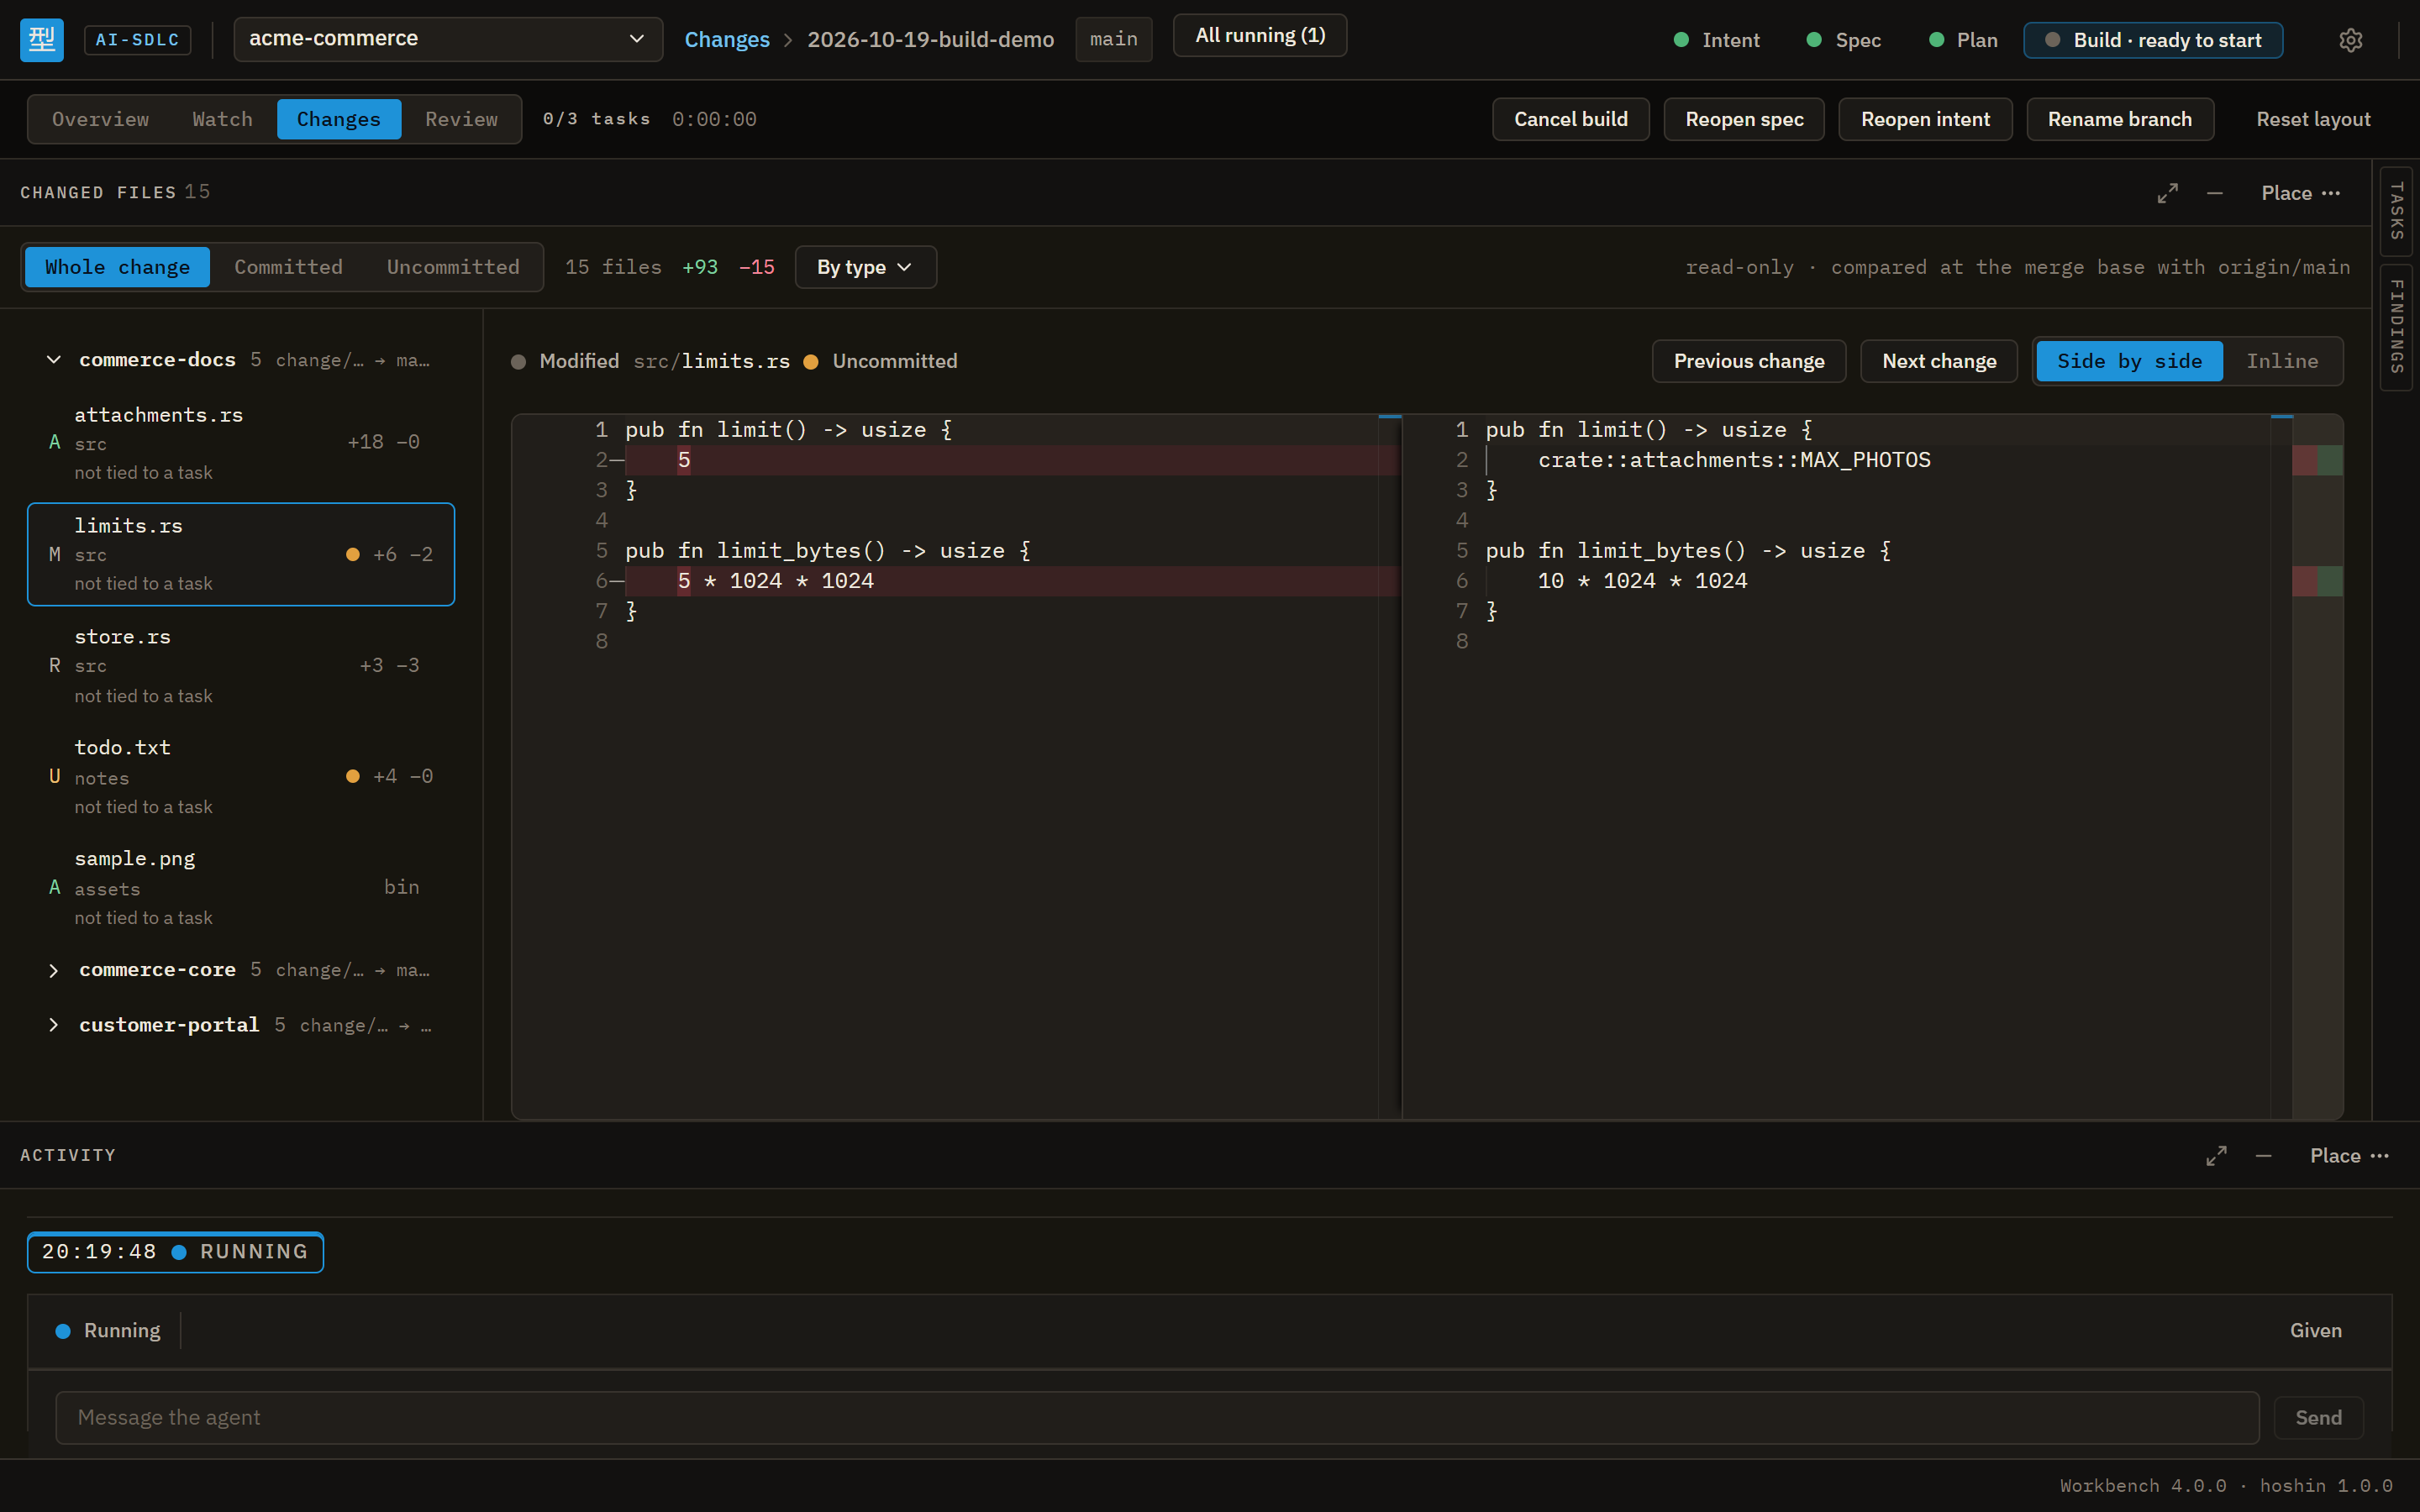 型 AI-SDLC acme-commerce Changes > 2026-10-19-build-demo main All running (1) Intent Spec Plan Build · ready to start
Overview Watch Changes Review 0/3 tasks 0:00:00 Cancel build Reopen spec Reopen intent Rename branch Reset layout
CHANGED FILES 15 Place ···
TASKS
FINDINGS
Whole change Committed Uncommitted 15 files +93 −15 By type read-only · compared at the merge base with origin/main
commerce-docs 5 change/… → ma…
attachments.rs
A src +18 −0
not tied to a task
limits.rs
M src +6 −2
not tied to a task
store.rs
R src +3 −3
not tied to a task
todo.txt
U notes +4 −0
not tied to a task
sample.png
A assets bin
not tied to a task
commerce-core 5 change/… → ma…
customer-portal 5 change/… → …
Modified src/limits.rs Uncommitted Previous change Next change Side by side Inline
1 pub fn limit() -> usize {
2— 5
3 }
4
5 pub fn limit_bytes() -> usize {
6— 5 * 1024 * 1024
7 }
8
1 pub fn limit() -> usize {
2 crate::attachments::MAX_PHOTOS
3 }
4
5 pub fn limit_bytes() -> usize {
6 10 * 1024 * 1024
7 }
8
ACTIVITY Place ···
20:19:48 RUNNING
Running Given
Message the agent Send
Workbench 4.0.0 · hoshin 1.0.0